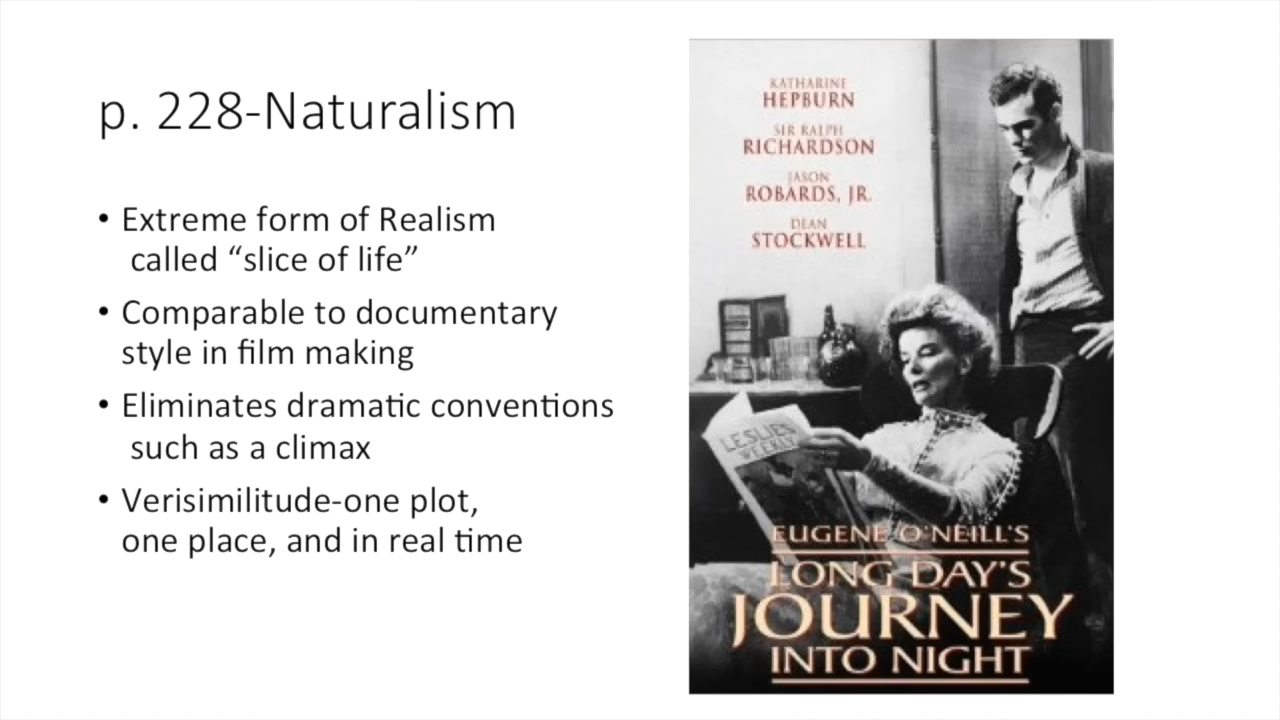 p. 228-Naturalism
• Extreme form of Realism
called “slice of life”
• Comparable to documentary
style in film making
• Eliminates dramatic conventions
such as a climax
• Verisimilitude-one plot,
one place, and in real time
KATHARINE
HEPBURN
SIR RALPH
RICHARDSON
JASON
ROBARDS, JR.
DEAN
STOCKWELL
LESLIE'S
WEEKLY
EUGENE O'NEILL'S
LONG DAY'S
JOURNEY
INTO NIGHT